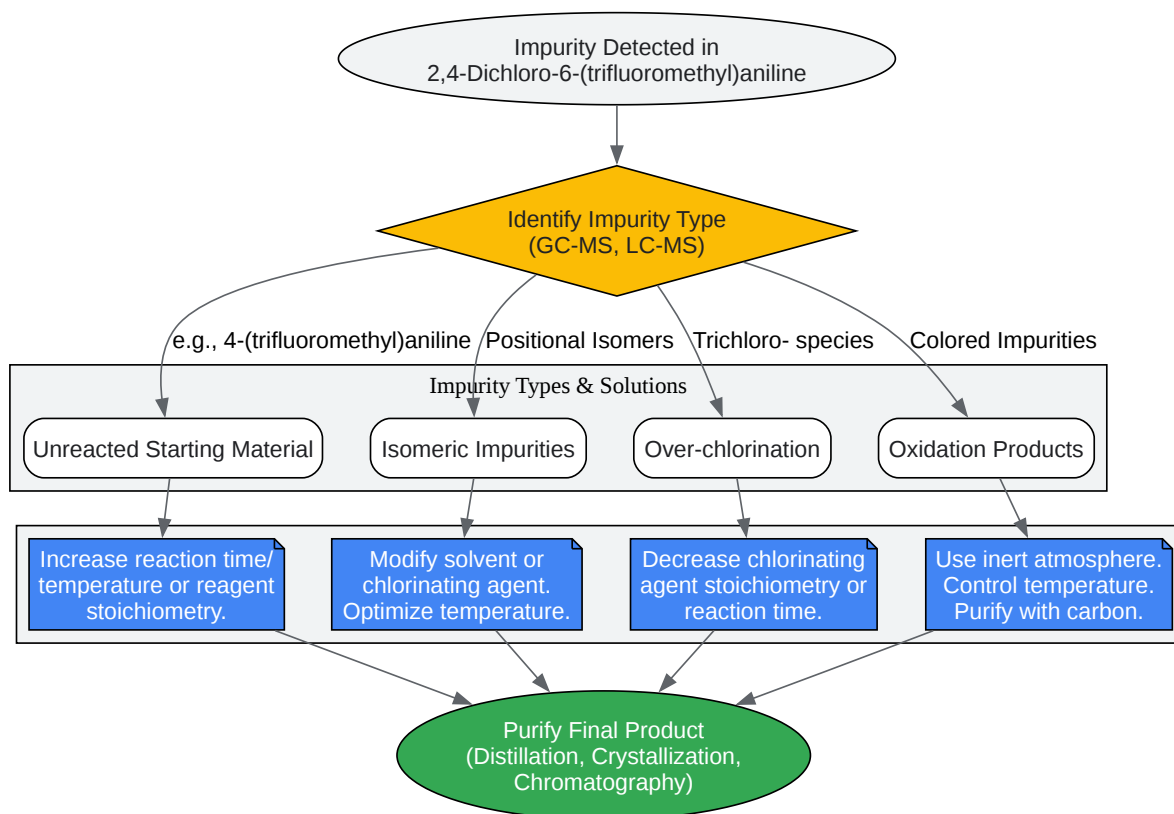 Impurity Detected in
2,4-Dichloro-6-(trifluoromethyl)aniline
Identify Impurity Type
(GC-MS, LC-MS)
e.g., 4-(trifluoromethyl)aniline
Positional Isomers
Trichloro- species
Colored Impurities
Impurity Types & Solutions
Unreacted Starting Material
Isomeric Impurities
Over-chlorination
Oxidation Products
Increase reaction time/
temperature or reagent
stoichiometry.
Modify solvent or
chlorinating agent.
Optimize temperature.
Decrease chlorinating
agent stoichiometry or
reaction time.
Use inert atmosphere.
Control temperature.
Purify with carbon.
Purify Final Product
(Distillation, Crystallization,
Chromatography)